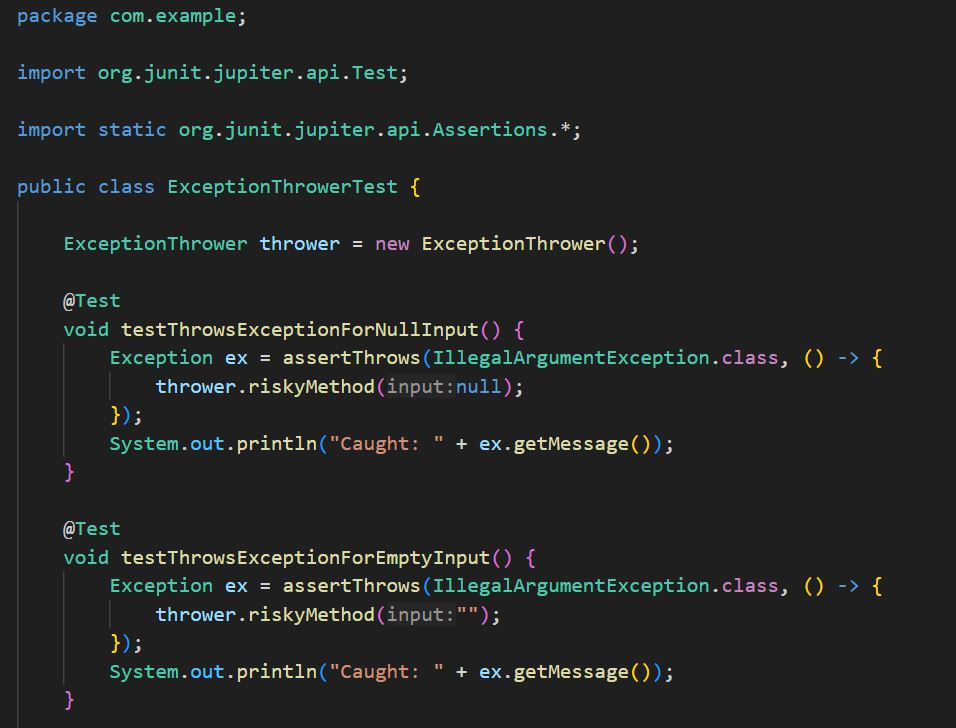 package com.example;
import org.junit.jupiter.api.Test;
import static org.junit.jupiter.api.Assertions.*;
public class ExceptionThrowerTest {
ExceptionThrower thrower = new ExceptionThrower();
@Test
void testThrowsExceptionForNullInput() {
Exception ex = assertThrows(IllegalArgumentException.class, () -> {
thrower.riskyMethod(input:null);
});
System.out.println("Caught: " + ex.getMessage());
}
@Test
void testThrowsExceptionForEmptyInput() {
Exception ex = assertThrows(IllegalArgumentException.class, () -> {
thrower.riskyMethod(input:"");
});
System.out.println("Caught: " + ex.getMessage());
}